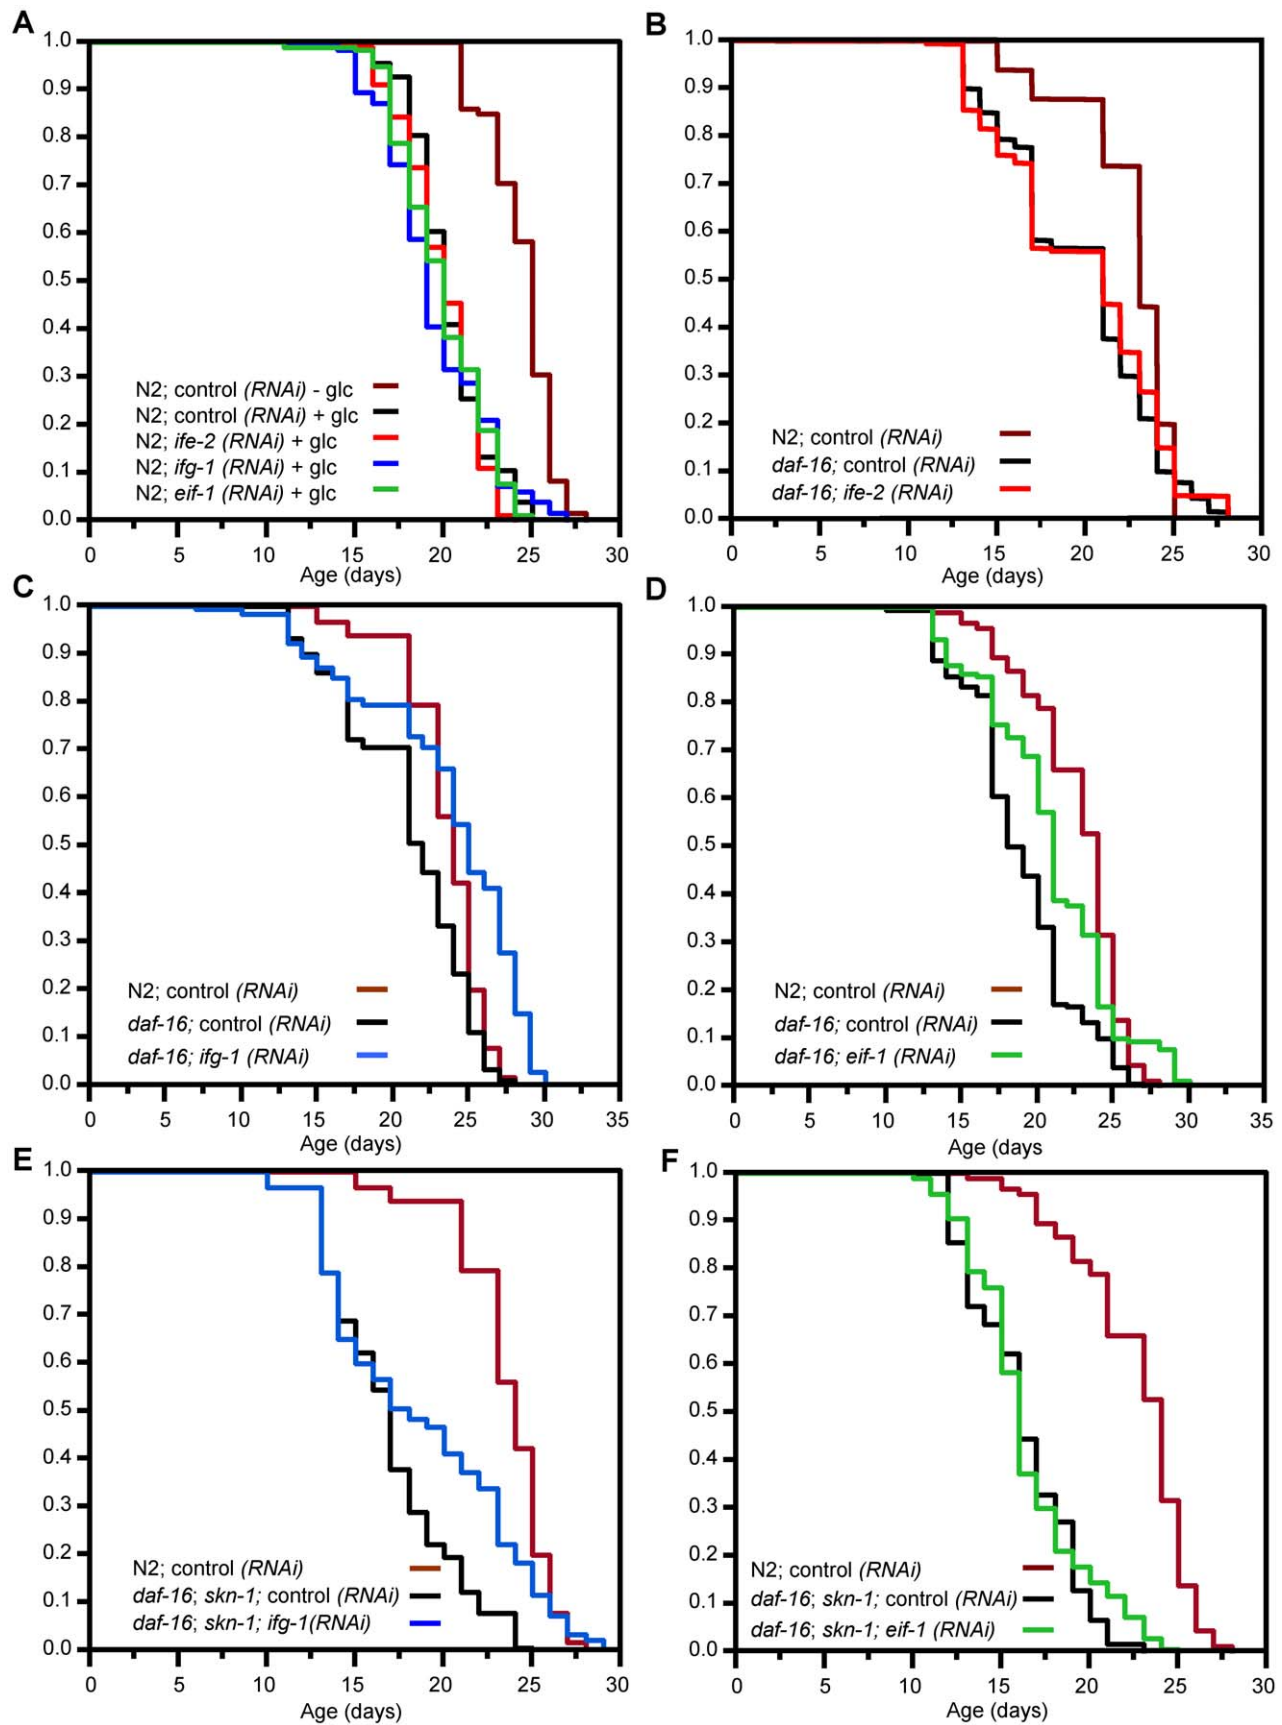 A
1.0
0.9
0.8
0.7
0.6
0.5
0.4
0.3
0.2
0.1
0.0
N2; control (RNAi) - glc
N2; control (RNAi) + glc
N2; ife-2 (RNAi) + glc
N2; ifg-1 (RNAi) + glc
N2; eif-1 (RNAi) + glc
0 5 10 15 20 25 30
Age (days)
B
1.0
0.9
0.8
0.7
0.6
0.5
0.4
0.3
0.2
0.1
0.0
N2; control (RNAi)
daf-16; control (RNAi)
daf-16; ife-2 (RNAi)
0 5 10 15 20 25 30
Age (days)
C
1.0
0.9
0.8
0.7
0.6
0.5
0.4
0.3
0.2
0.1
0.0
N2; control (RNAi)
daf-16; control (RNAi)
daf-16; ifg-1 (RNAi)
0 5 10 15 20 25 30 35
Age (days)
D
1.0
0.9
0.8
0.7
0.6
0.5
0.4
0.3
0.2
0.1
0.0
N2; control (RNAi)
daf-16; control (RNAi)
daf-16; eif-1 (RNAi)
0 5 10 15 20 25 30 35
Age (days
E
1.0
0.9
0.8
0.7
0.6
0.5
0.4
0.3
0.2
0.1
0.0
N2; control (RNAi)
daf-16; skn-1; control (RNAi)
daf-16; skn-1; ifg-1(RNAi)
0 5 10 15 20 25 30
Age (days)
F
1.0
0.9
0.8
0.7
0.6
0.5
0.4
0.3
0.2
0.1
0.0
N2; control (RNAi)
daf-16; skn-1; control (RNAi)
daf-16; skn-1; eif-1 (RNAi)
0 5 10 15 20 25 30
Age (days)